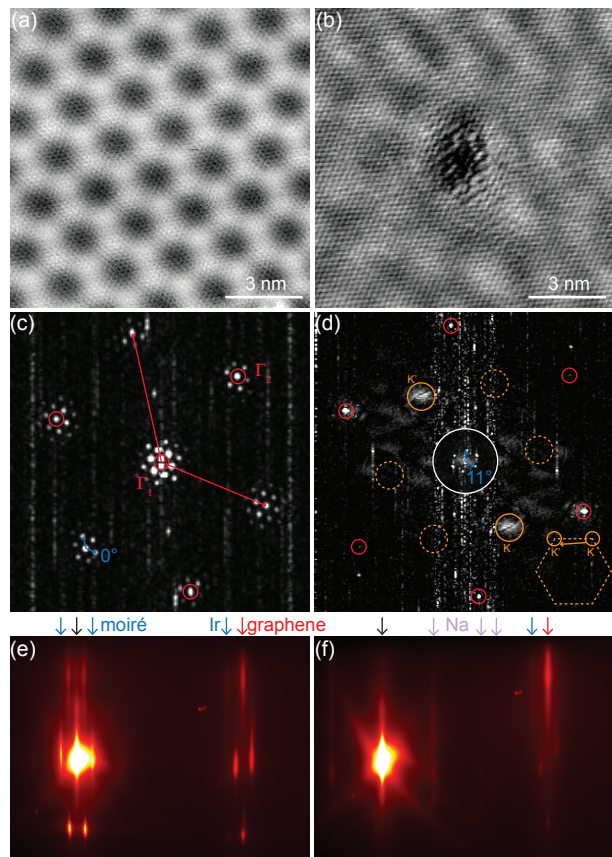 (a)
3 nm
(b)
3 nm
(c)
Γ₂
Γ₁
0°
(d)
K'
11°
K
K'
K
moiré
Ir
graphene
Na
(e)
(f)